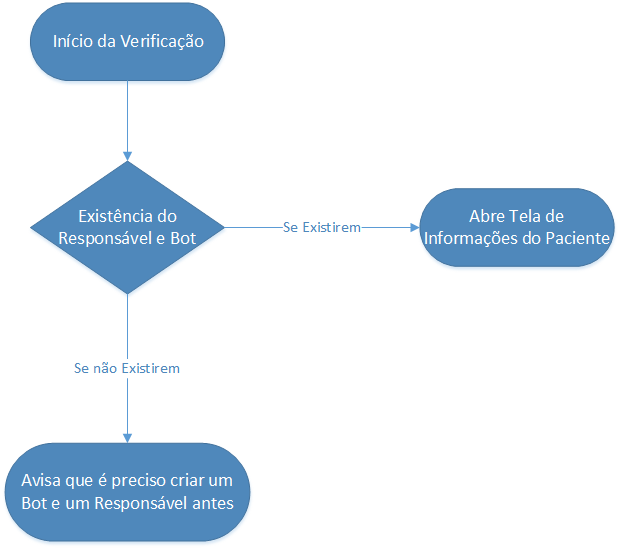 Início da Verificação
Existência do
Responsável e Bot
Se Existirem
Abre Tela de
Informações do Paciente
Se não Existirem
Avisa que é preciso criar um
Bot e um Responsável antes